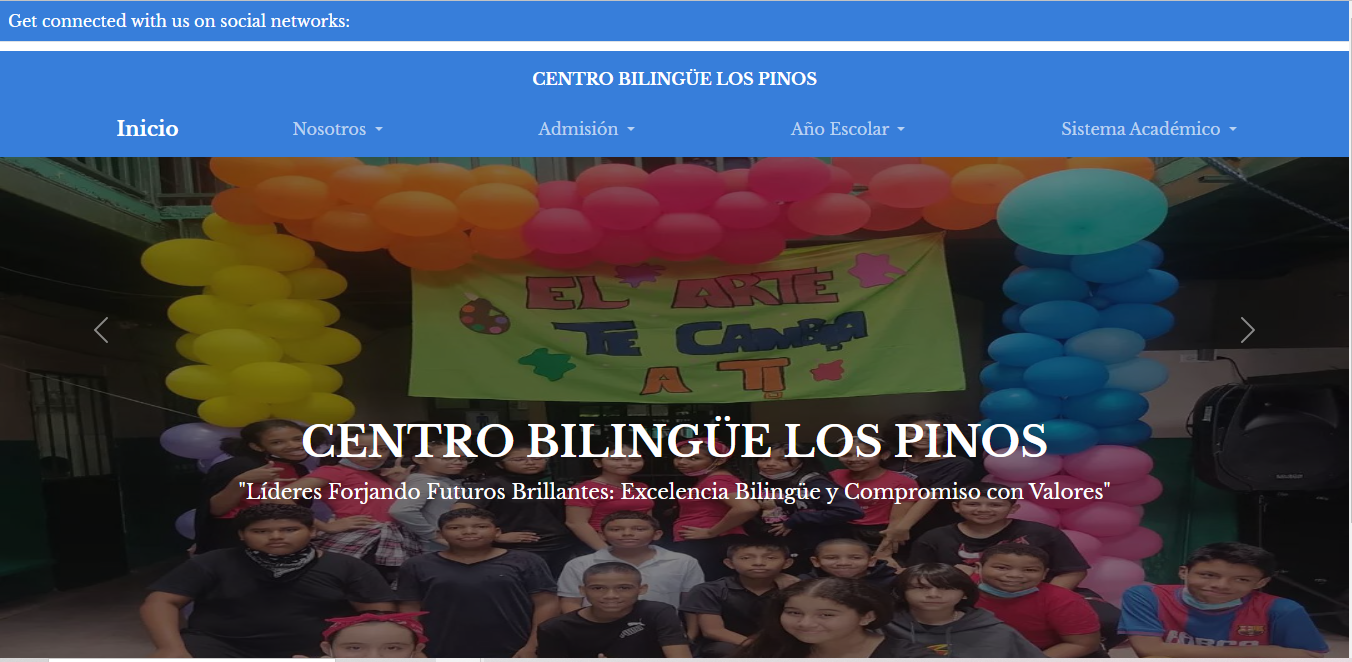 Get connected with us on social networks:
CENTRO BILINGÜE LOS PINOS
Inicio
Nosotros
Admisión
Año Escolar
Sistema Académico
EL ARTE
TE CAMBIA
A TI
CENTRO BILINGÜE LOS PINOS
"Líderes Forjando Futuros Brillantes: Excelencia Bilingüe y Compromiso con Valores"